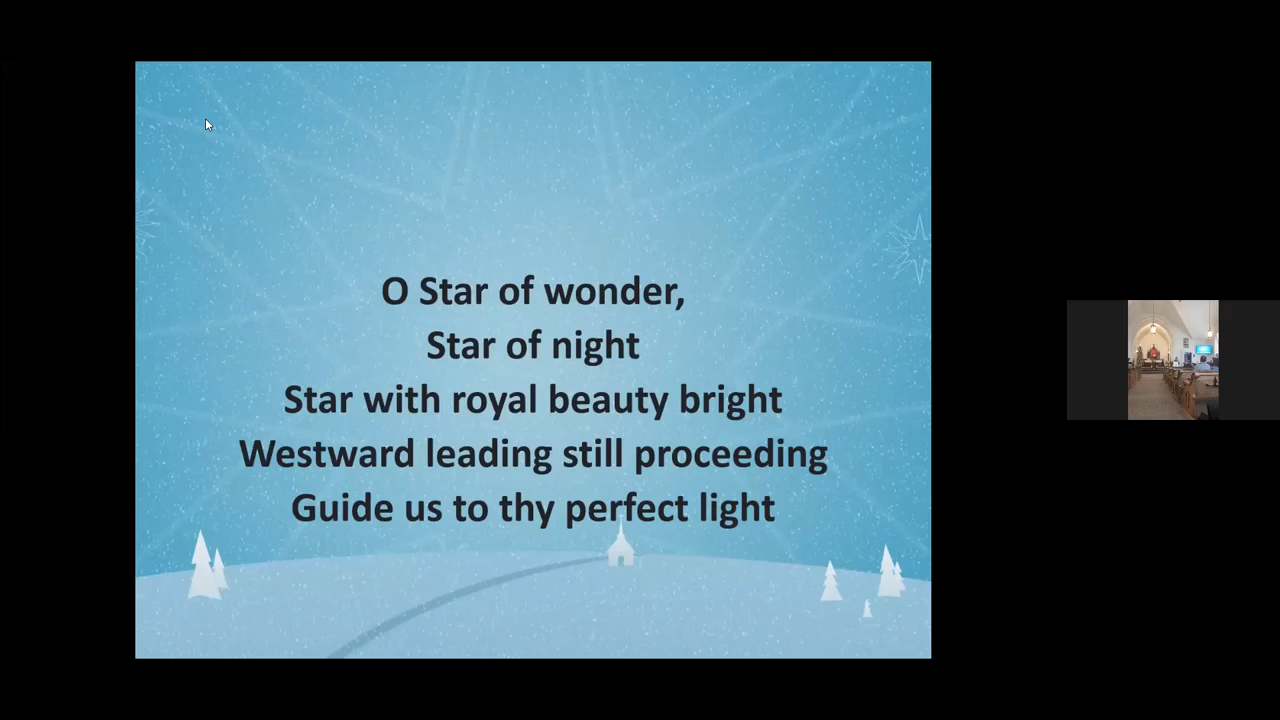 O Star of wonder,
Star of night
Star with royal beauty bright
Westward leading still proceeding
Guide us to thy perfect light